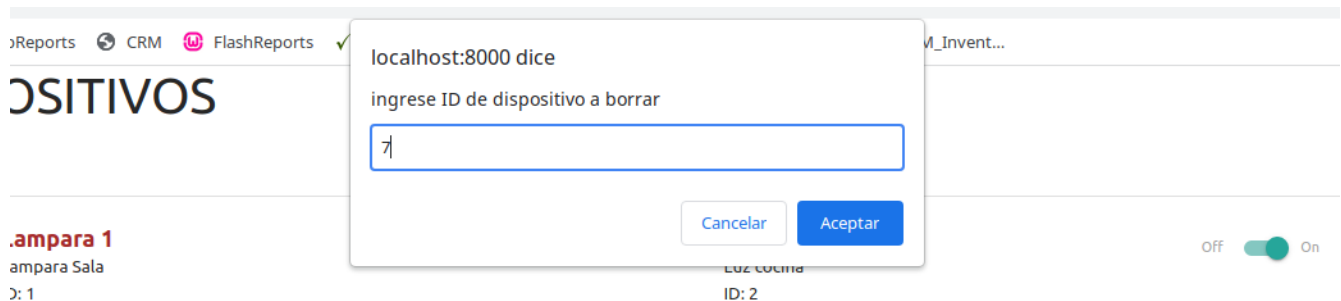 oReports CRM FlashReports M_Invent...
localhost:8000 dice
OSITIVOS
ingrese ID de dispositivo a borrar
7
Cancelar Aceptar
Lampara 1
Off On
ampara Sala
Luz cocina
D: 1
ID: 2